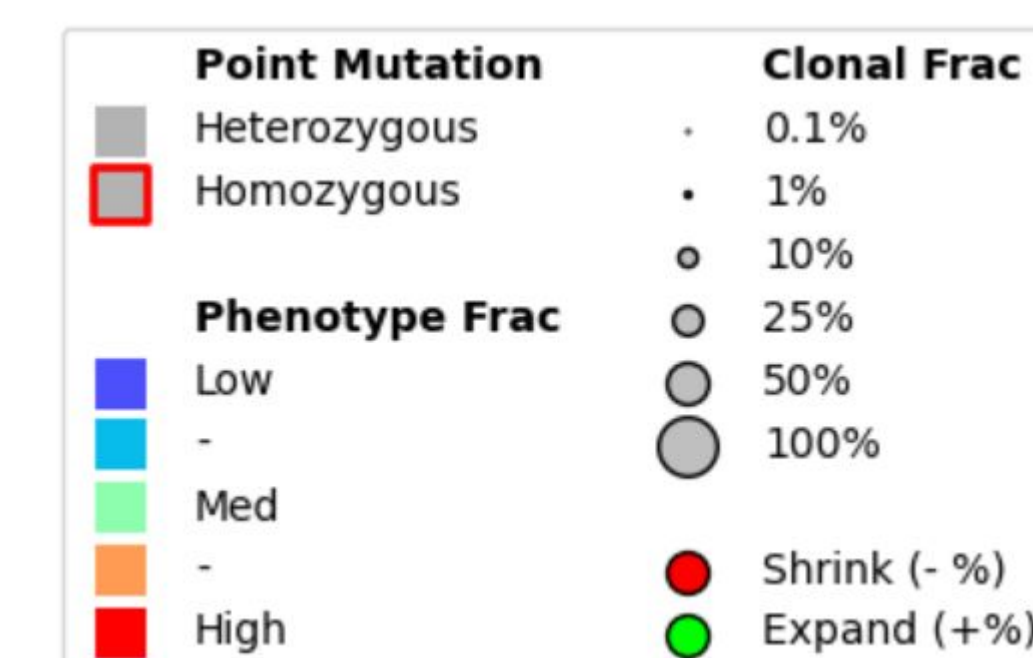 Point Mutation
Heterozygous
Homozygous
Phenotype Frac
Low
-
Med
-
High
Clonal Frac
0.1%
1%
10%
25%
50%
100%
Shrink (- %)
Expand (+%)